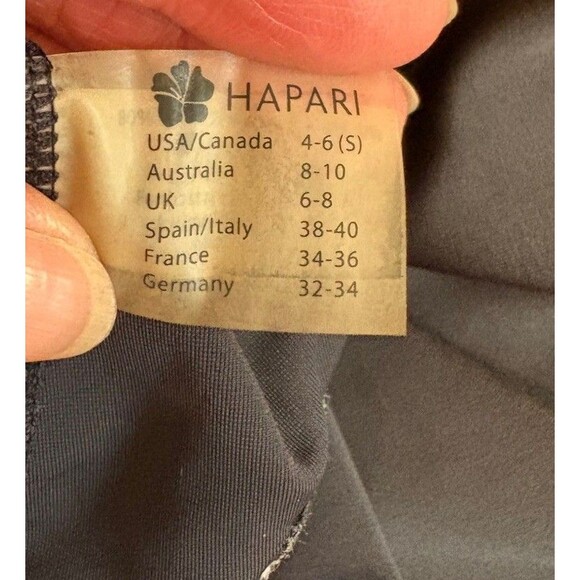 HAPARI
USA/Canada 4-6 (S)
Australia 8-10
UK 6-8
Spain/Italy 38-40
France 34-36
Germany 32-34